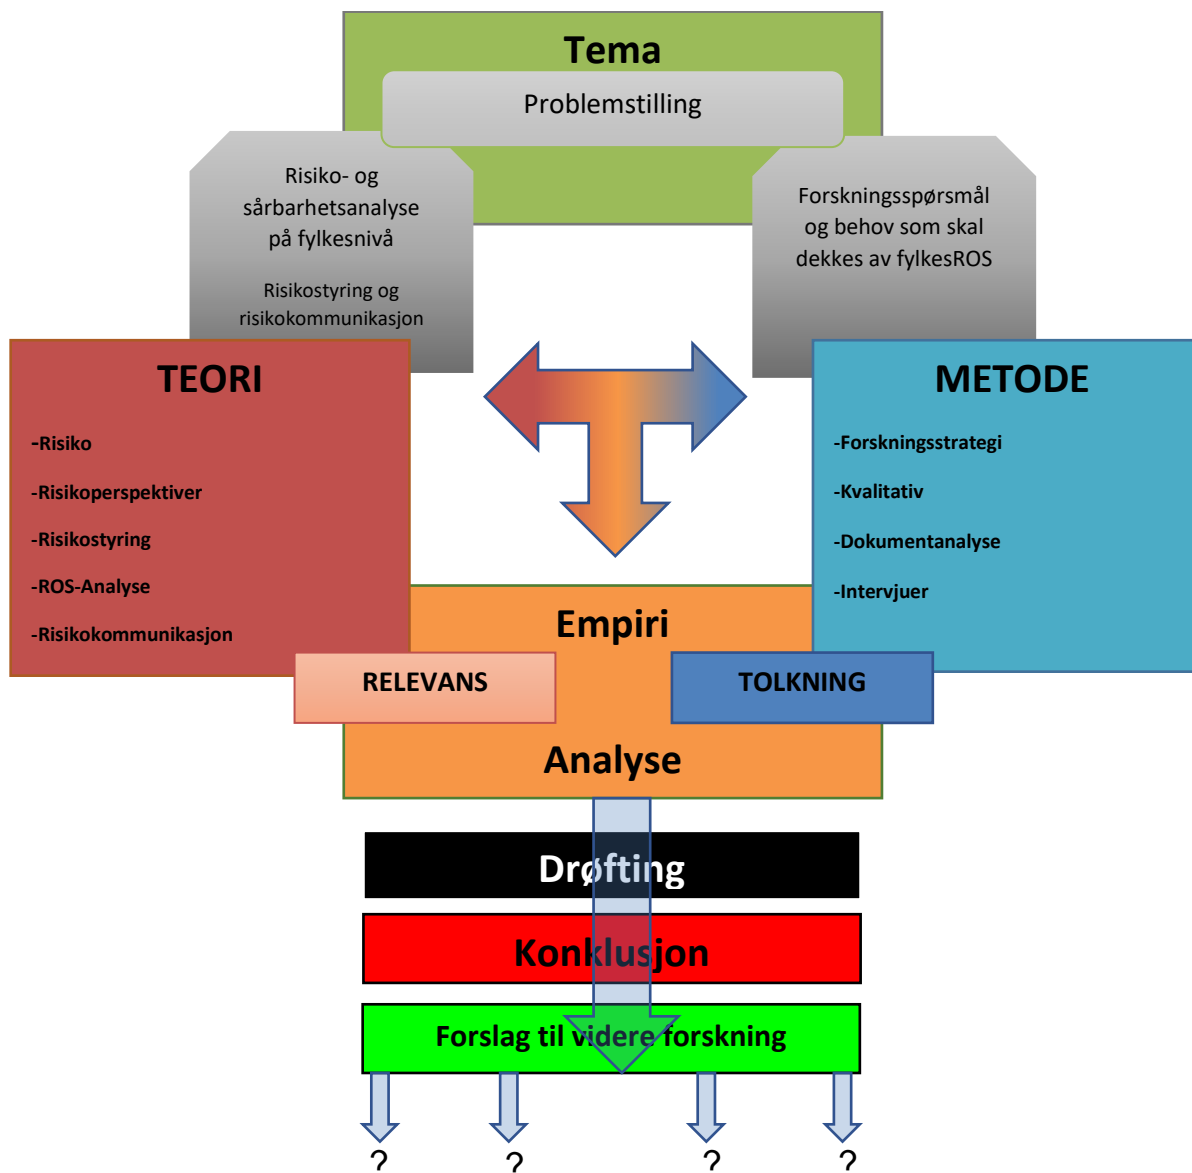 Tema
Problemstilling
Risiko- og
sårbarhetsanalyse
på fylkesnivå
Risikostyring og
risikokommunikasjon
Forskningsspørsmål
og behov som skal
dekkes av fylkesROS
TEORI
-Risiko
-Risikoperspektiver
-Risikostyring
-ROS-Analyse
-Risikokommunikasjon
METODE
-Forskningsstrategi
-Kvalitativ
-Dokumentanalyse
-Intervjuer
Empiri
RELEVANS
TOLKNING
Analyse
Drøfting
Konklusjon
Forslag til videre forskning
? ? ? ?